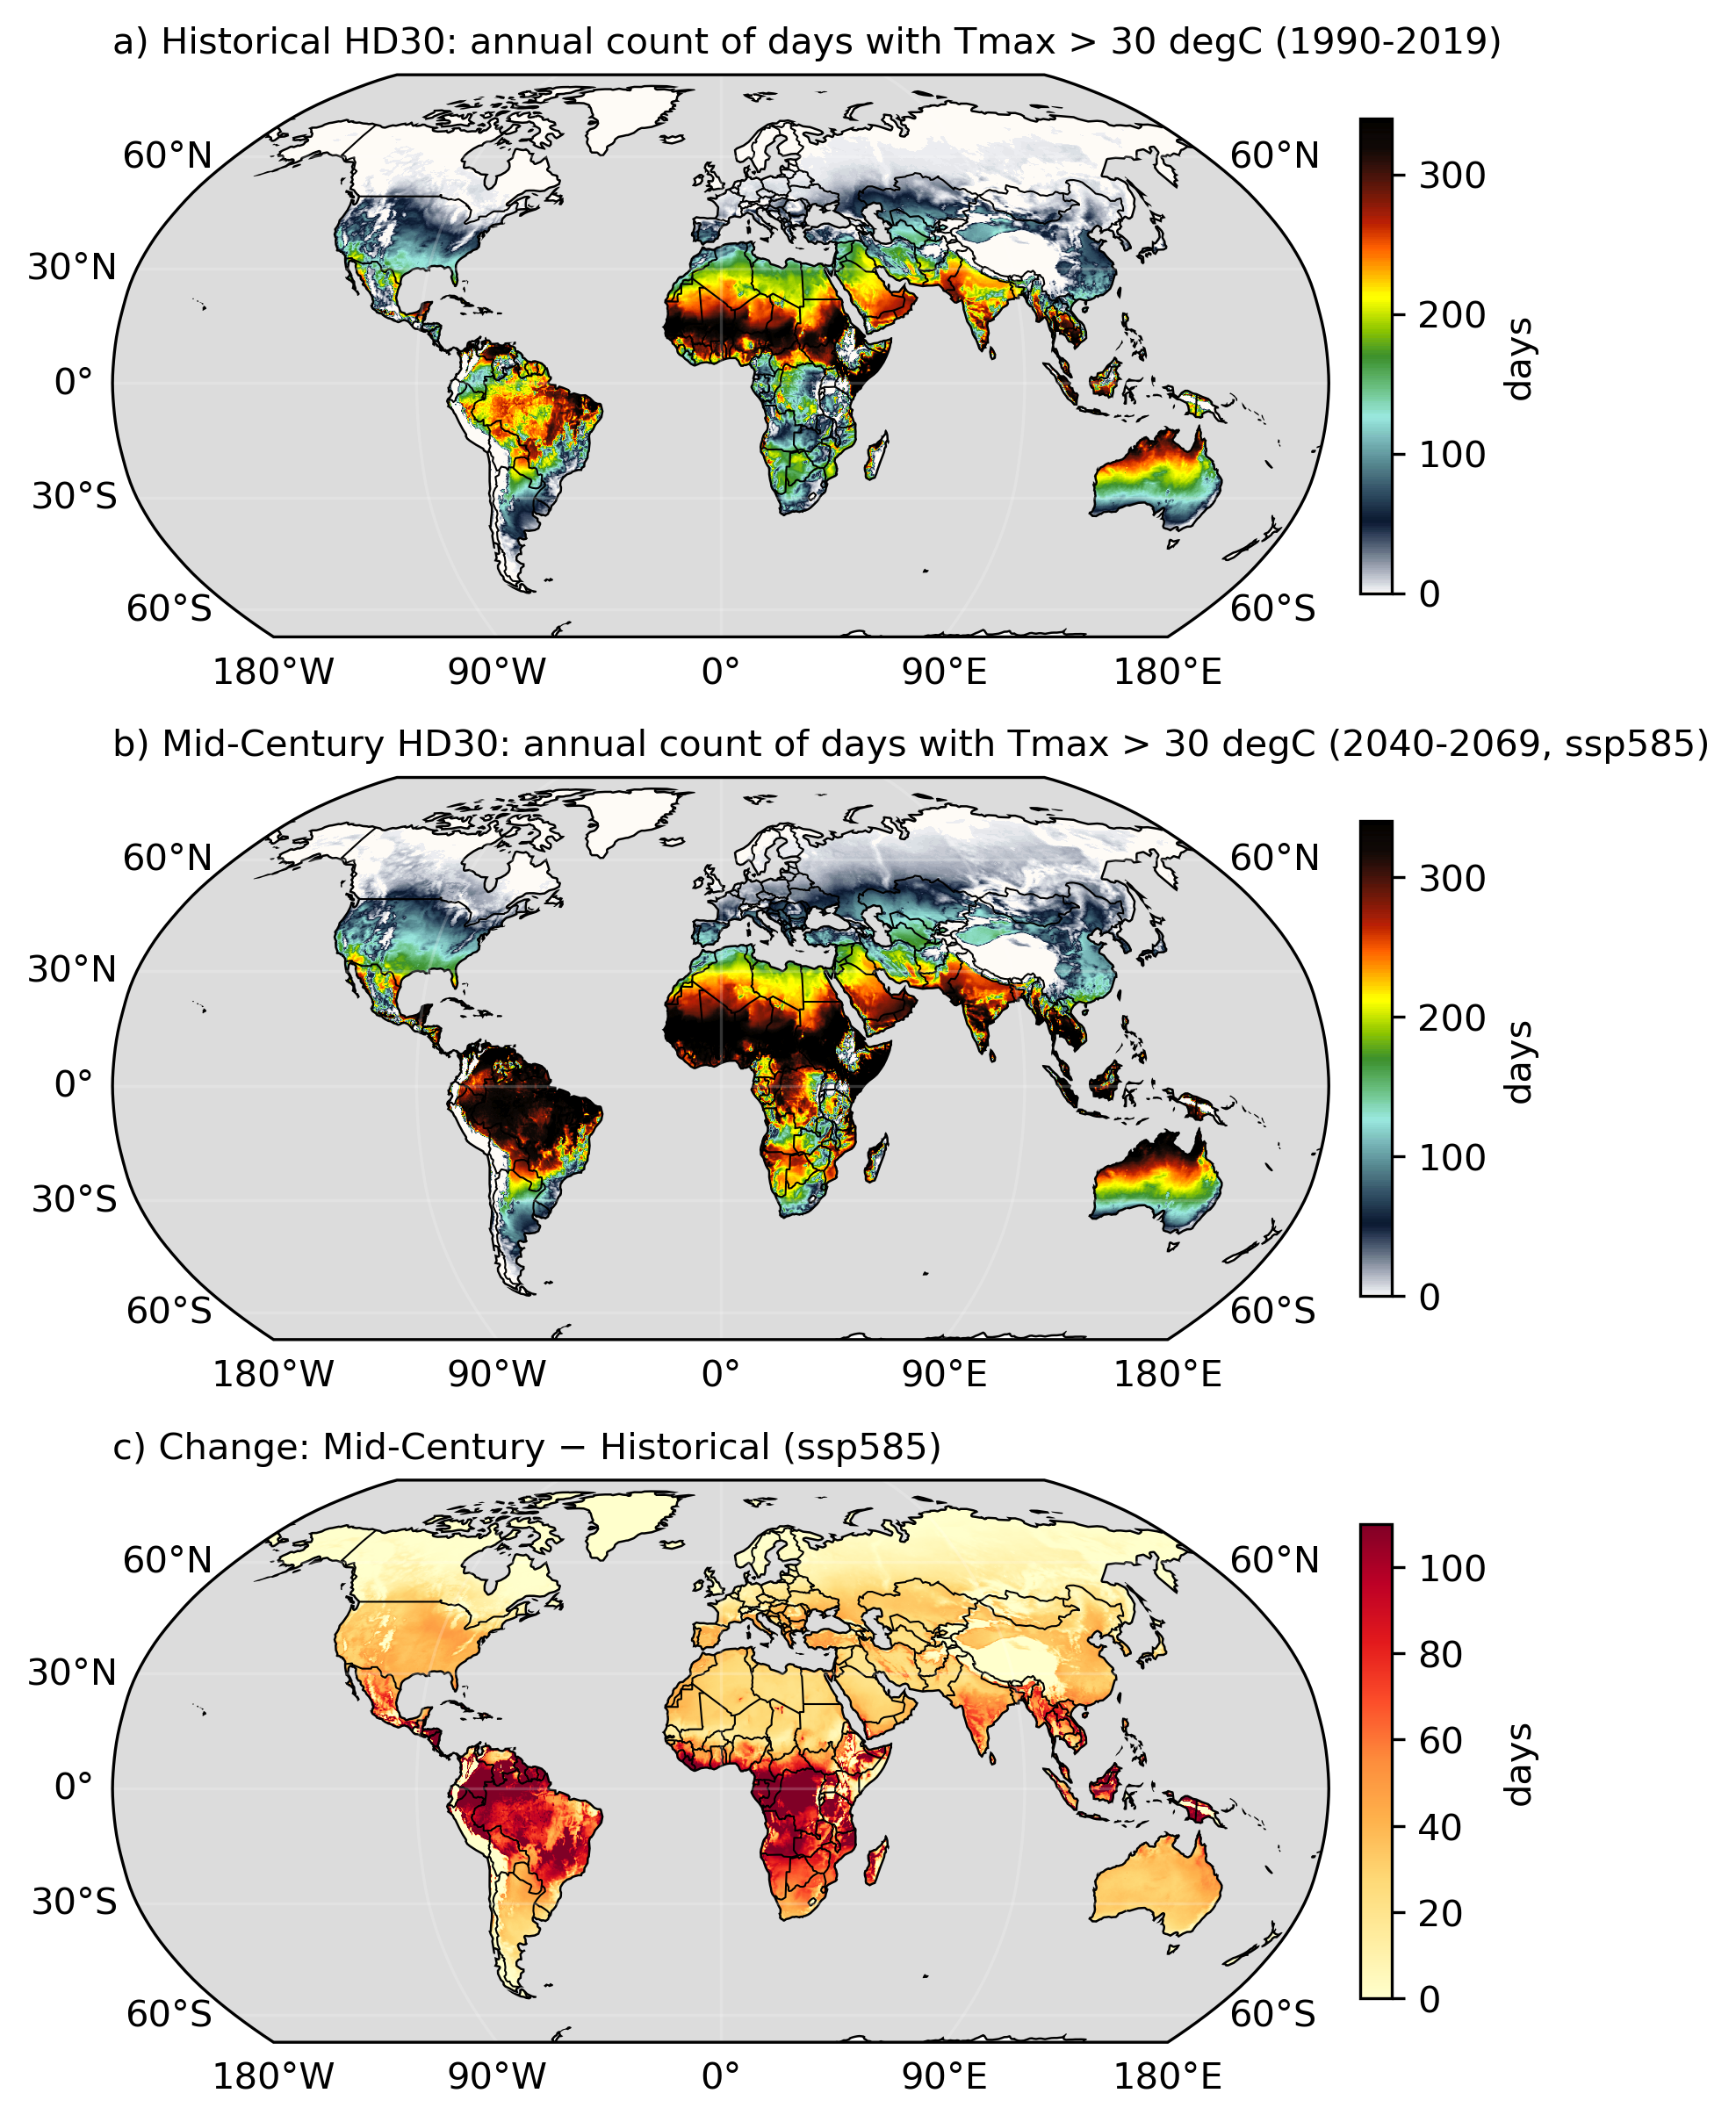 a) Historical HD30: annual count of days with Tmax > 30 degC (1990-2019)
60°N 60°N
30°N
0°
30°S
60°S 60°S
180°W 90°W 0° 90°E 180°E
300
200
100
0
days
b) Mid-Century HD30: annual count of days with Tmax > 30 degC (2040-2069, ssp585)
60°N 60°N
30°N
0°
30°S
60°S 60°S
180°W 90°W 0° 90°E 180°E
300
200
100
0
days
c) Change: Mid-Century − Historical (ssp585)
60°N 60°N
30°N
0°
30°S
60°S 60°S
180°W 90°W 0° 90°E 180°E
100
80
60
40
20
0
days